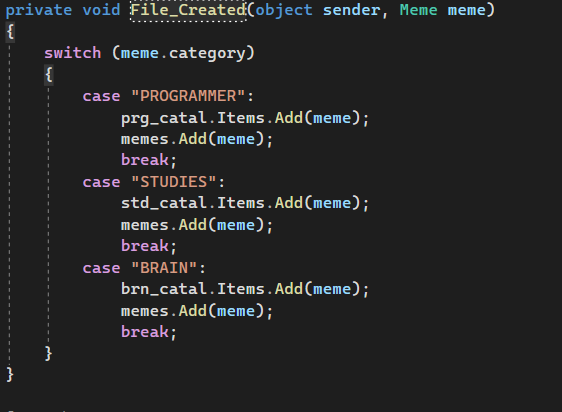 private void File_Created(object sender, Meme meme)
{
    switch (meme.category)
    {
        case "PROGRAMMER":
            prg_catal.Items.Add(meme);
            memes.Add(meme);
            break;
        case "STUDIES":
            std_catal.Items.Add(meme);
            memes.Add(meme);
            break;
        case "BRAIN":
            brn_catal.Items.Add(meme);
            memes.Add(meme);
            break;
    }
}